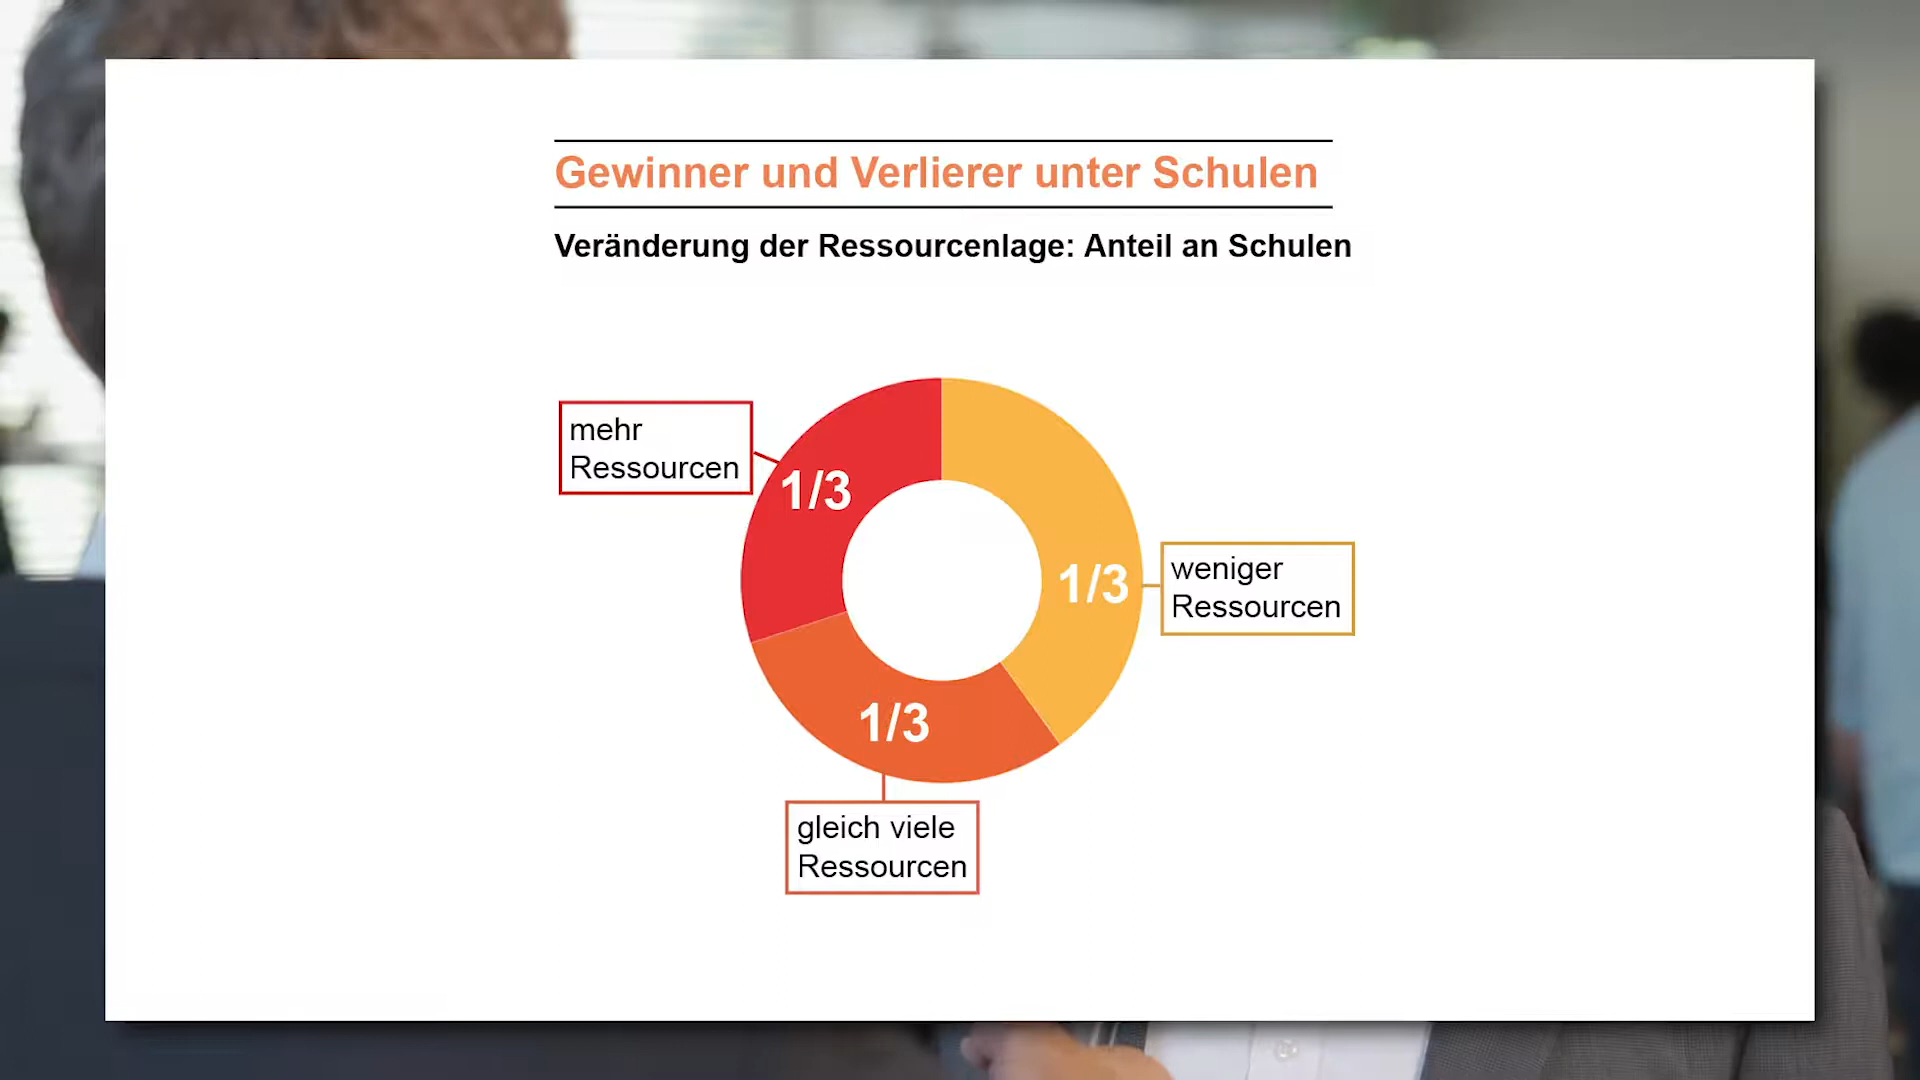 Gewinner und Verlierer unter Schulen
Veränderung der Ressourcenlage: Anteil an Schulen
mehr
Ressourcen
1/3
1/3
weniger
Ressourcen
1/3
gleich viele
Ressourcen